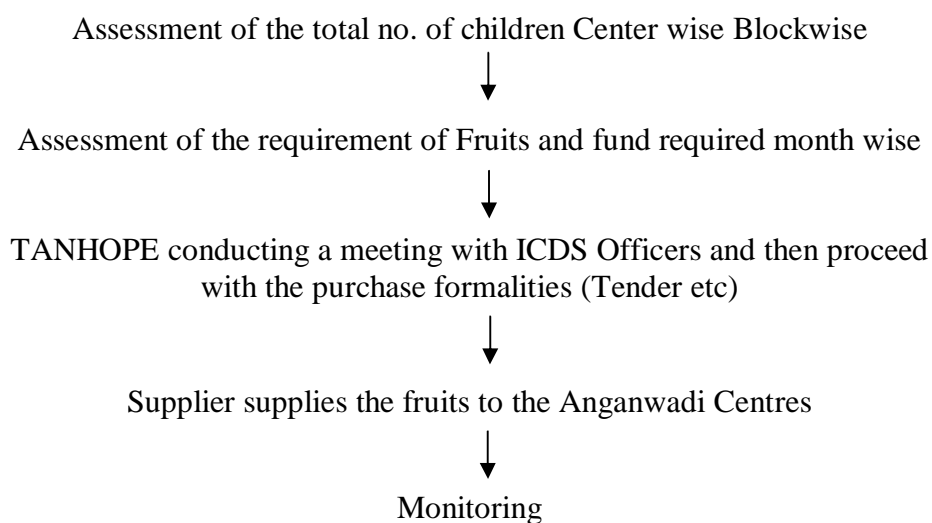 Assessment of the total no. of children Center wise Blockwise
Assessment of the requirement of Fruits and fund required month wise
TANHOPE conducting a meeting with ICDS Officers and then proceed
with the purchase formalities (Tender etc)
Supplier supplies the fruits to the Anganwadi Centres
Monitoring